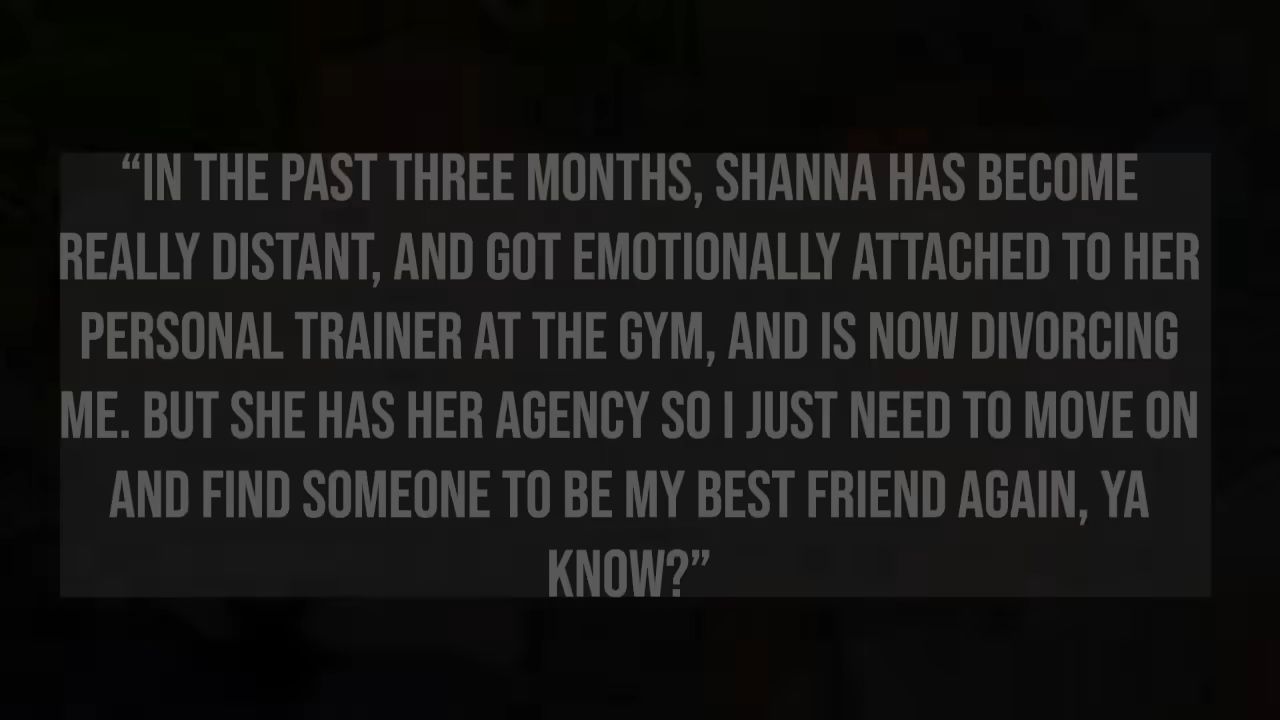 “IN THE PAST THREE MONTHS, SHANNA HAS BECOME
REALLY DISTANT, AND GOT EMOTIONALLY ATTACHED TO HER
PERSONAL TRAINER AT THE GYM, AND IS NOW DIVORCING
ME. BUT SHE HAS HER AGENCY SO I JUST NEED TO MOVE ON
AND FIND SOMEONE TO BE MY BEST FRIEND AGAIN, YA
KNOW?”